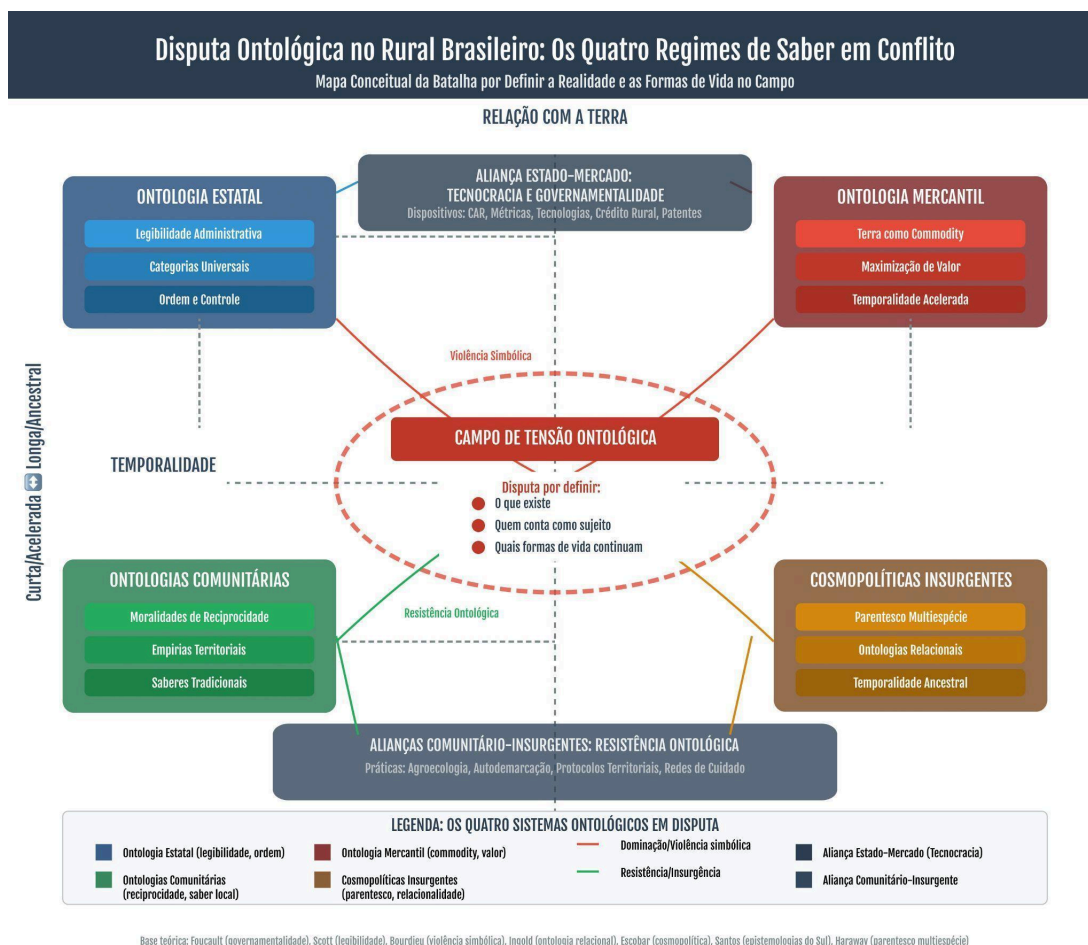 Disputa Ontológica no Rural Brasileiro: Os Quatro Regimes de Saber em Conflito
Mapa Conceitual da Batalha por Definir a Realidade e as Formas de Vida no Campo
RELAÇÃO COM A TERRA
ALIANÇA ESTADO-MERCADO:
TECNOCRACIA E GOVERNAMENTALIDADE
Dispositivos: CAR, Métricas, Tecnologias, Crédito Rural, Patentes
ONTOLOGIA ESTATAL
Legibilidade Administrativa
Categorias Universais
Ordem e Controle
ONTOLOGIA MERCANTIL
Terra como Commodity
Maximização de Valor
Temporalidade Acelerada
Violência Simbólica
CAMPO DE TENSÃO ONTOLÓGICA
Disputa por definir:
O que existe
Quem conta como sujeito
Quais formas de vida continuam
TEMPORALIDADE
Curta/Acelerada ↕ Longa/Ancestral
ONTOLOGIAS COMUNITÁRIAS
Moralidades de Reciprocidade
Empirias Territoriais
Saberes Tradicionais
Resistência Ontológica
COSMOPOLÍTICAS INSURGENTES
Parentesco Multiespécie
Ontologias Relacionais
Temporalidade Ancestral
ALIANÇAS COMUNITÁRIO-INSURGENTES: RESISTÊNCIA ONTOLÓGICA
Práticas: Agroecologia, Autodemarcação, Protocolos Territoriais, Redes de Cuidado
LEGENDA: OS QUATRO SISTEMAS ONTOLÓGICOS EM DISPUTA
Ontologia Estatal (legibilidade, ordem)
Ontologia Mercantil (commodity, valor)
Dominação/Violência simbólica
Aliança Estado-Mercado (Tecnocracia)
Ontologias Comunitárias
(reciprocidade, saber local)
Cosmopolíticas Insurgentes
(parentesco, relacionalidade)
Resistência/Insurgência
Aliança Comunitário-Insurgente
Base teórica: Foucault (governamentalidade), Scott (legibilidade), Bourdieu (violência simbólica), Ingold (ontologia relacional), Escobar (cosmopolítica), Santos (epistemologias do Sul), Haraway (parentesco multiespécie)